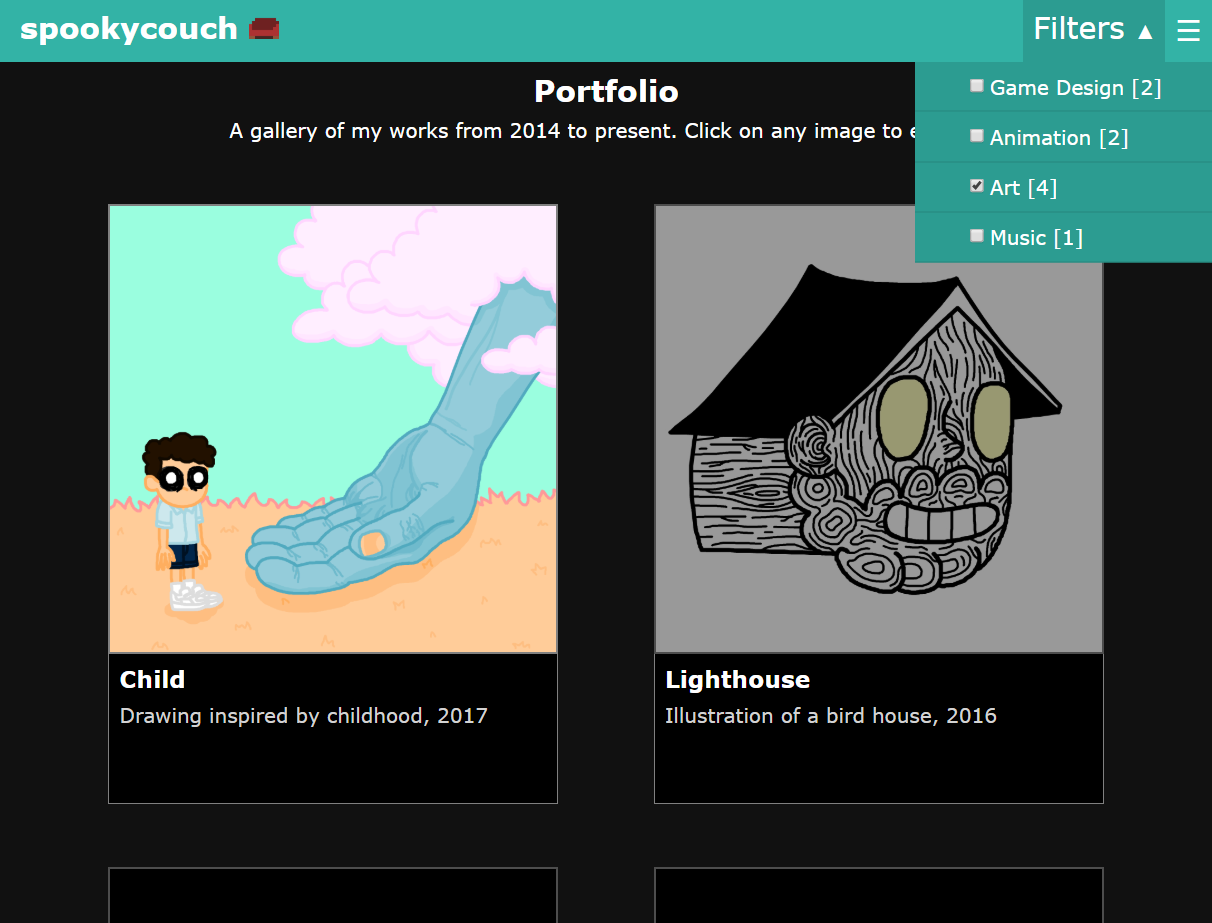 spookycouch
Filters ▲ ☰
Game Design [2]
Animation [2]
Art [4]
Music [1]
Portfolio
A gallery of my works from 2014 to present. Click on any image to
Child
Drawing inspired by childhood, 2017
Lighthouse
Illustration of a bird house, 2016